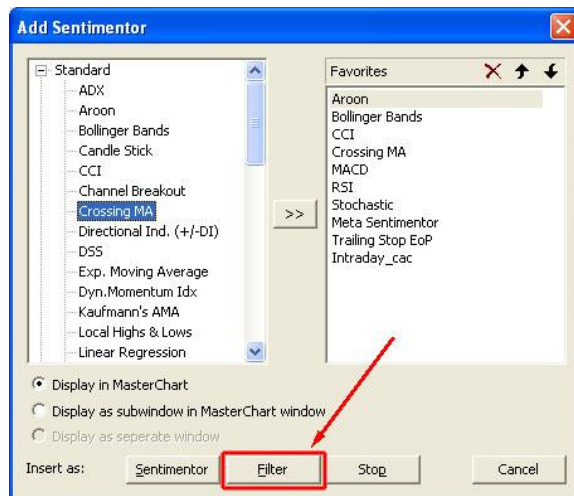 Add Sentimentor
Standard
ADX
Aroon
Bollinger Bands
Candle Stick
CCI
Channel Breakout
Crossing MA
Directional Ind. (+/-DI)
DSS
Exp. Moving Average
Dyn.Momentum Idx
Kaufmann's AMA
Local Highs & Lows
Linear Regression
>>
Favorites
Aroon
Bollinger Bands
CCI
Crossing MA
MACD
RSI
Stochastic
Meta Sentimentor
Trailing Stop EoP
Intraday_cac
Display in MasterChart
Display as subwindow in MasterChart window
Display as seperate window
Insert as: Sentimentor Filter Stop Cancel